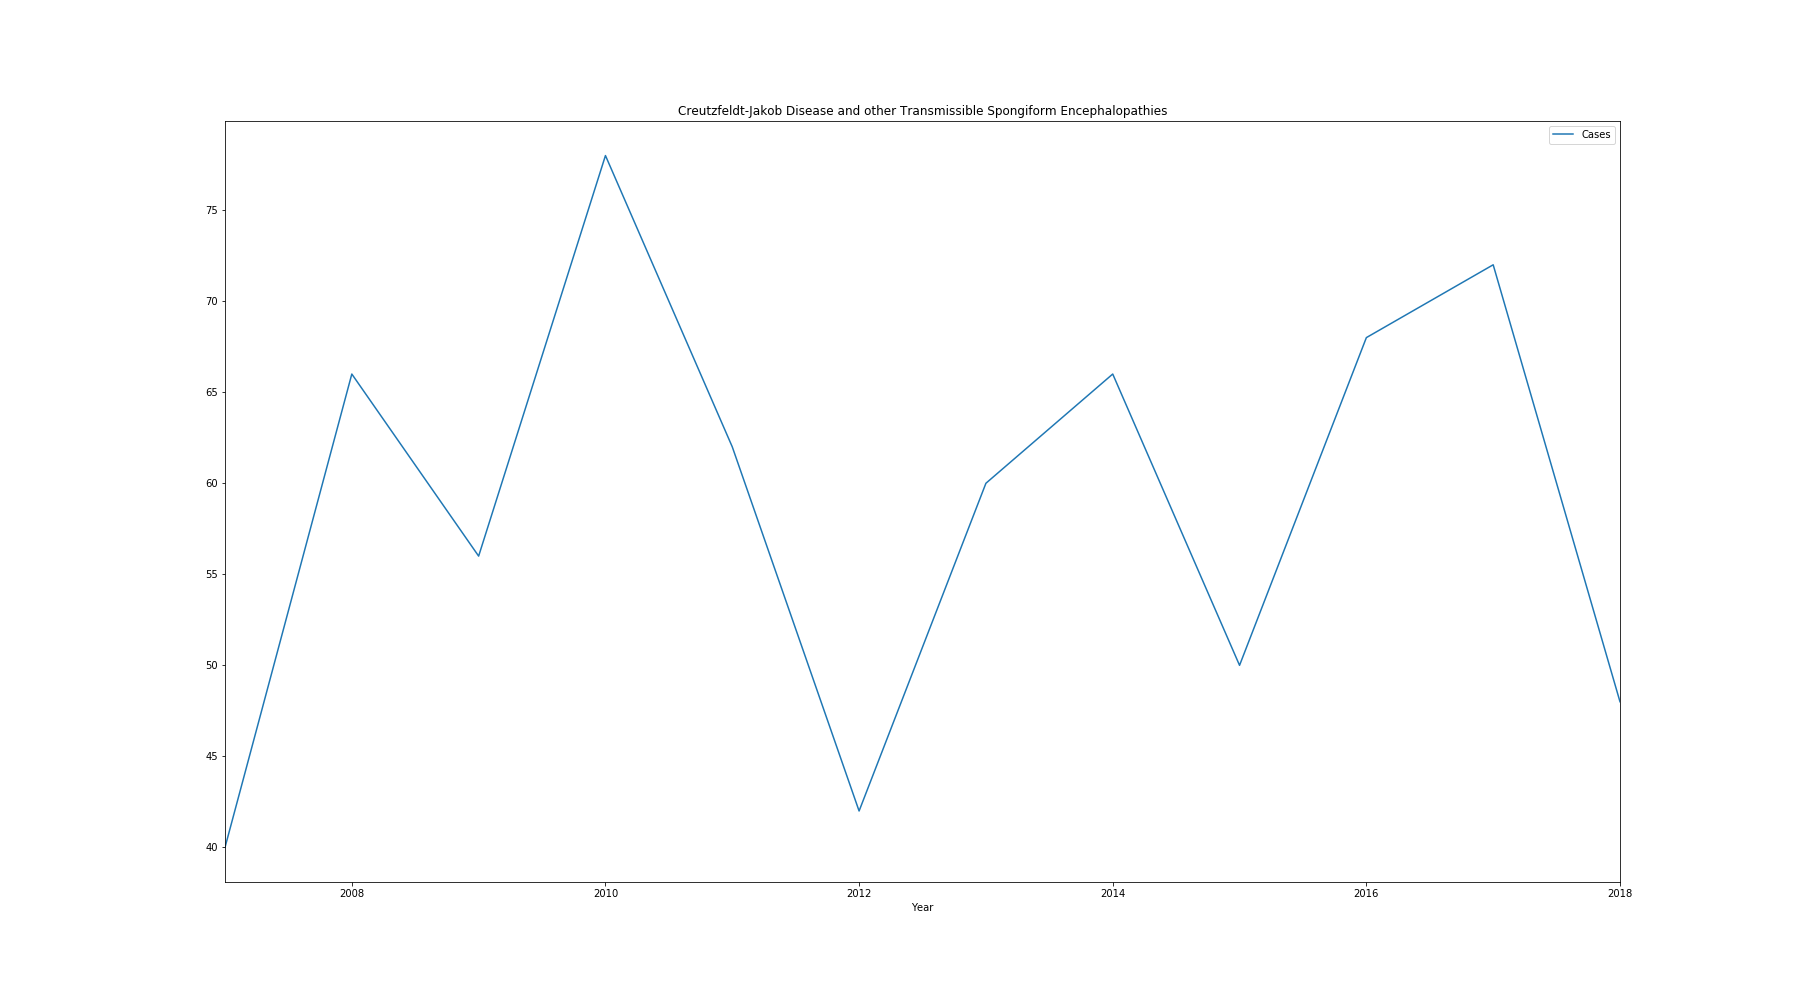 Creutzfeldt-Jakob Disease and other Transmissible Spongiform Encephalopathies
Cases
75
70
65
60
55
50
45
40
2008 2010 2012 2014 2016 2018
Year